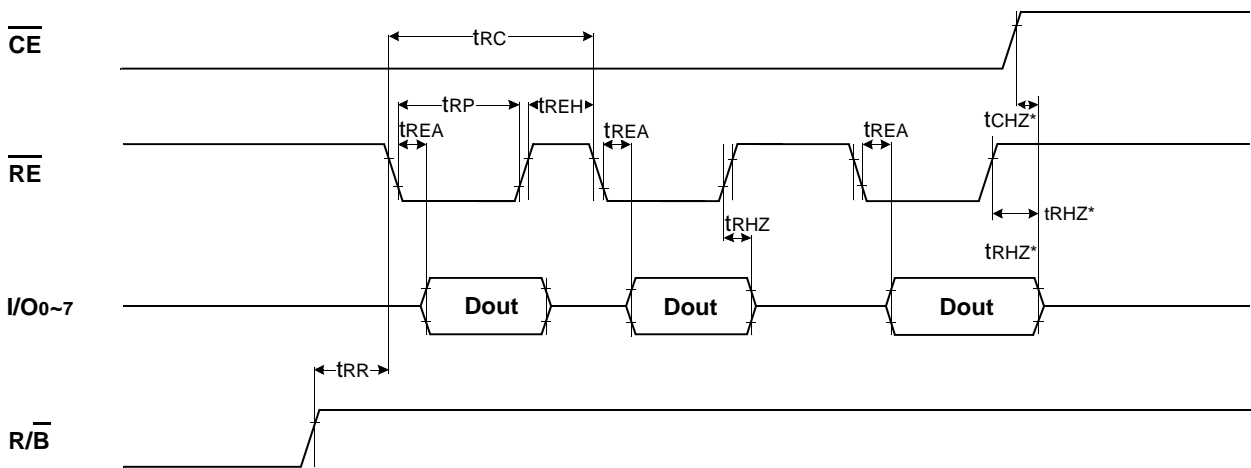 CE
tRC
tRP
tREH
tREA
tREA
tREA
tCHZ*
RE
tRHZ
tRHZ*
tRHZ*
I/O0~7
Dout
Dout
Dout
tRR
R/B